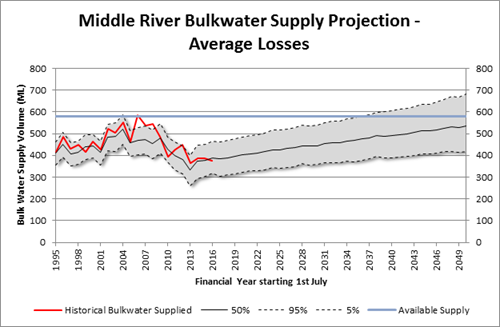 Middle River Bulkwater Supply Projection -
Average Losses
Bulk Water Supply Volume (ML)
800 800
700 700
600 600
500 500
400 400
300 300
200 200
100 100
0 0
1995 1998 2001 2004 2007 2010 2013 2016 2019 2022 2025 2028 2031 2034 2037 2040 2043 2046 2049
Financial Year starting 1st July
Historical Bulkwater Supplied 50% 95% 5% Available Supply